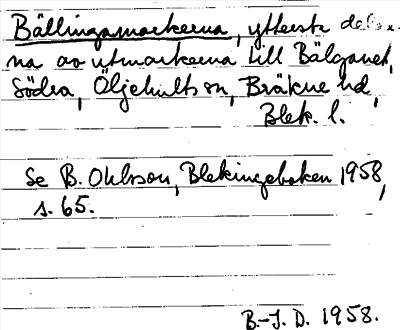 Bällingamarkerna, yttersta delar-
na av utmarkerna till Bälganet,
Södra, Öljehults sn, Bräkne hd,
Blek. l.
Se B. Ohlsson, Blekingeboken 1958,
s. 65.
B.-J. D. 1958.